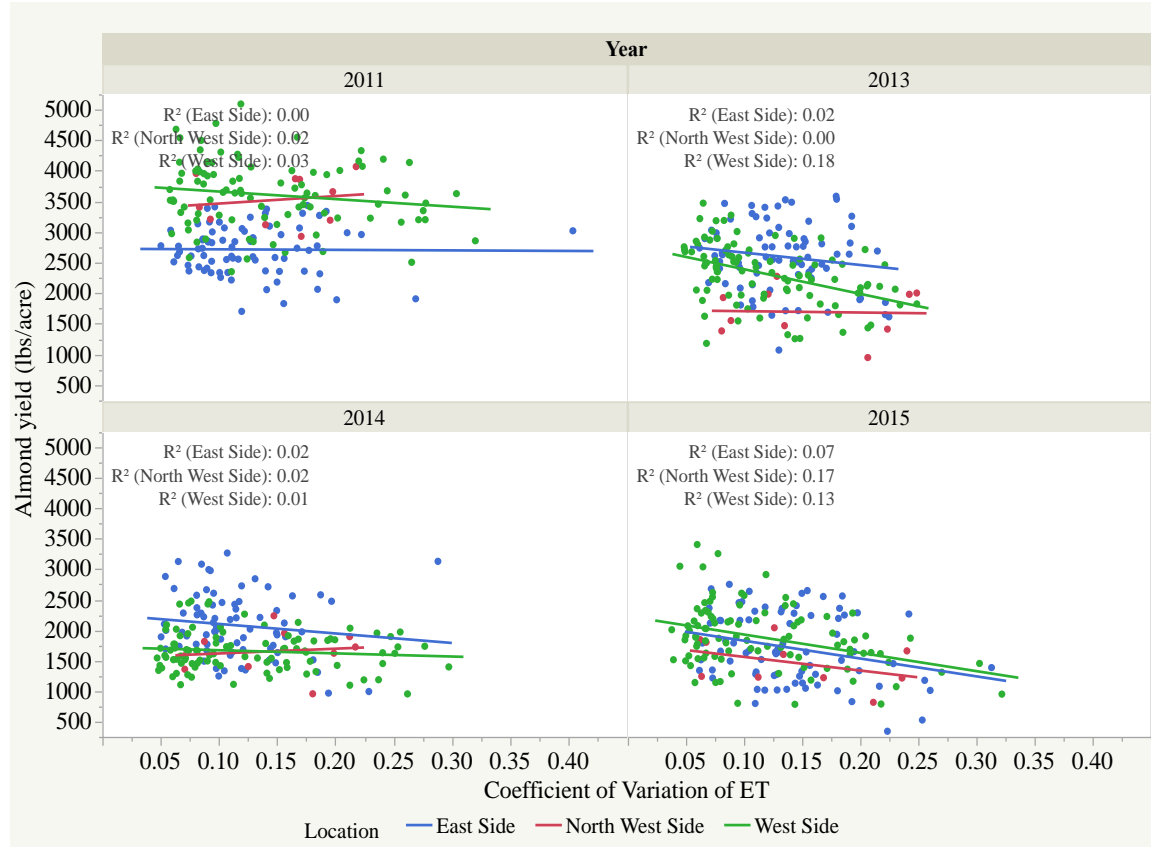 Year
2011
2013
R² (East Side): 0.00
R² (North West Side): 0.02
R² (West Side): 0.03
R² (East Side): 0.02
R² (North West Side): 0.00
R² (West Side): 0.18
5000
4500
4000
3500
3000
2500
2000
1500
1000
500
2014
2015
R² (East Side): 0.02
R² (North West Side): 0.02
R² (West Side): 0.01
R² (East Side): 0.07
R² (North West Side): 0.17
R² (West Side): 0.13
5000
4500
4000
3500
3000
2500
2000
1500
1000
500
Almond yield (lbs/acre)
0.05 0.10 0.15 0.20 0.25 0.30 0.35 0.40
0.05 0.10 0.15 0.20 0.25 0.30 0.35 0.40
Coefficient of Variation of ET
Location East Side North West Side West Side